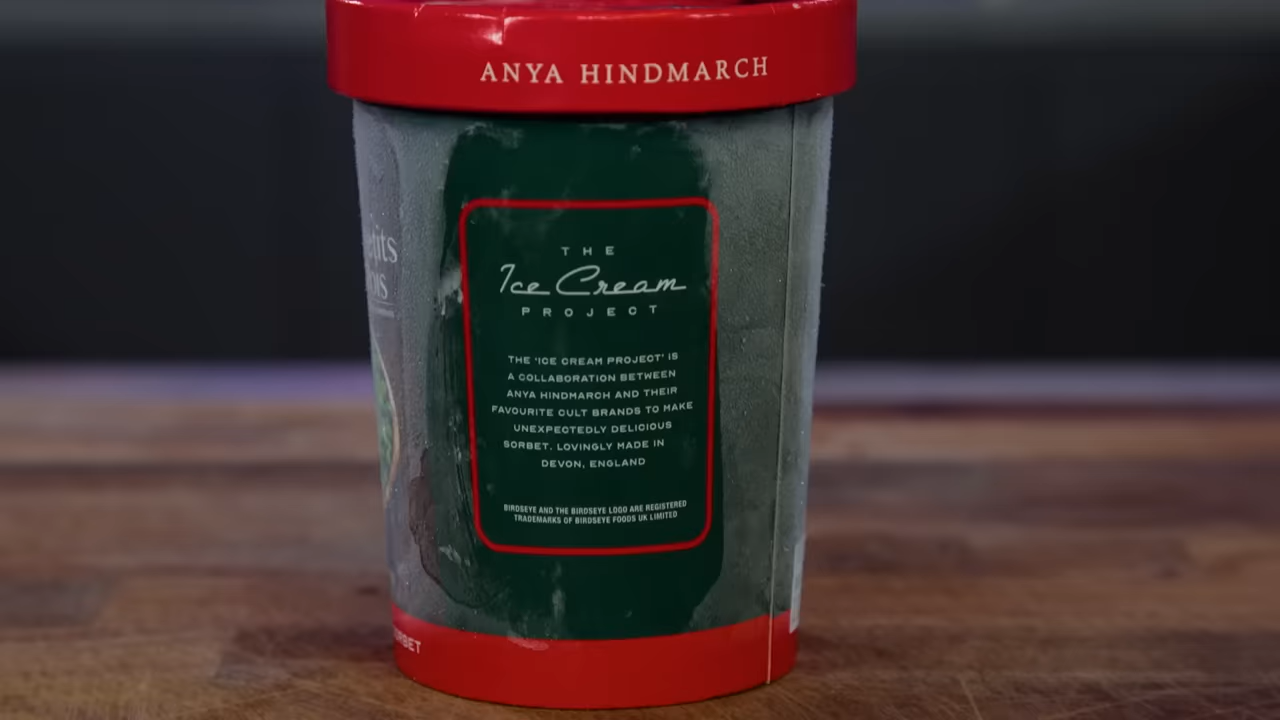 ANYA HINDMARCH
THE
Ice Cream
PROJECT
THE 'ICE CREAM PROJECT' IS
A COLLABORATION BETWEEN
ANYA HINDMARCH AND THEIR
FAVOURITE CULT BRANDS TO MAKE
UNEXPECTEDLY DELICIOUS
SORBET. LOVINGLY MADE IN
DEVON, ENGLAND
BIRDSEYE AND THE BIRDSEYE LOGO ARE REGISTERED
TRADEMARKS OF BIRDSEYE FOODS UK LIMITED